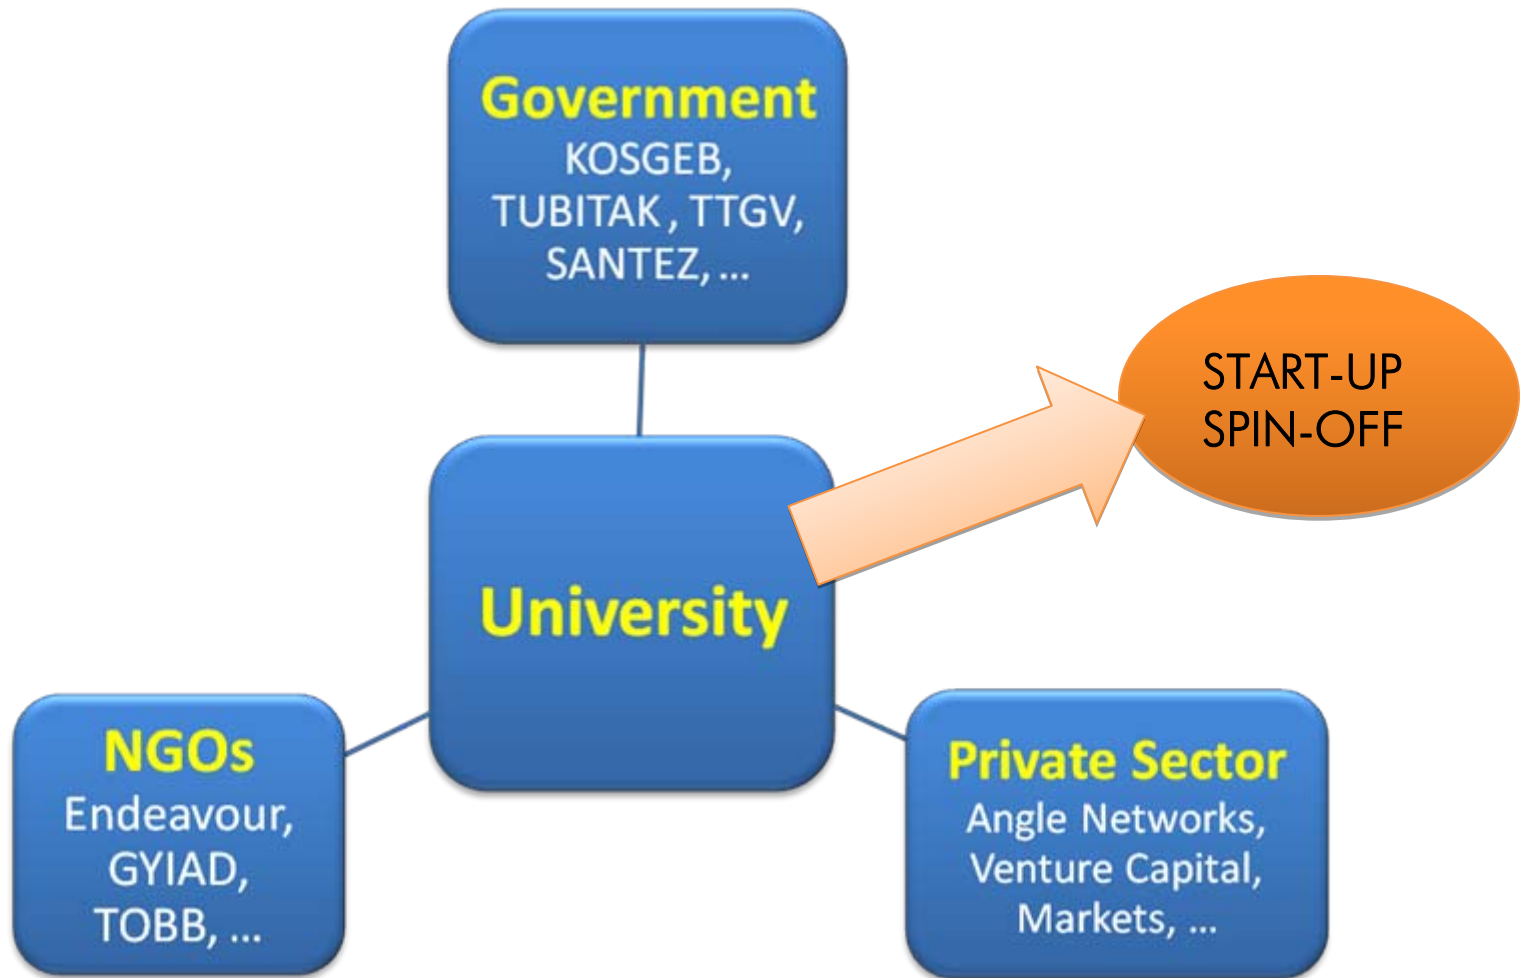 Government
KOSGEB,
TUBITAK, TTGV,
SANTEZ, ...
START-UP
SPIN-OFF
University
NGOs
Endeavour,
GYIAD,
TOBB, ...
Private Sector
Angle Networks,
Venture Capital,
Markets, ...